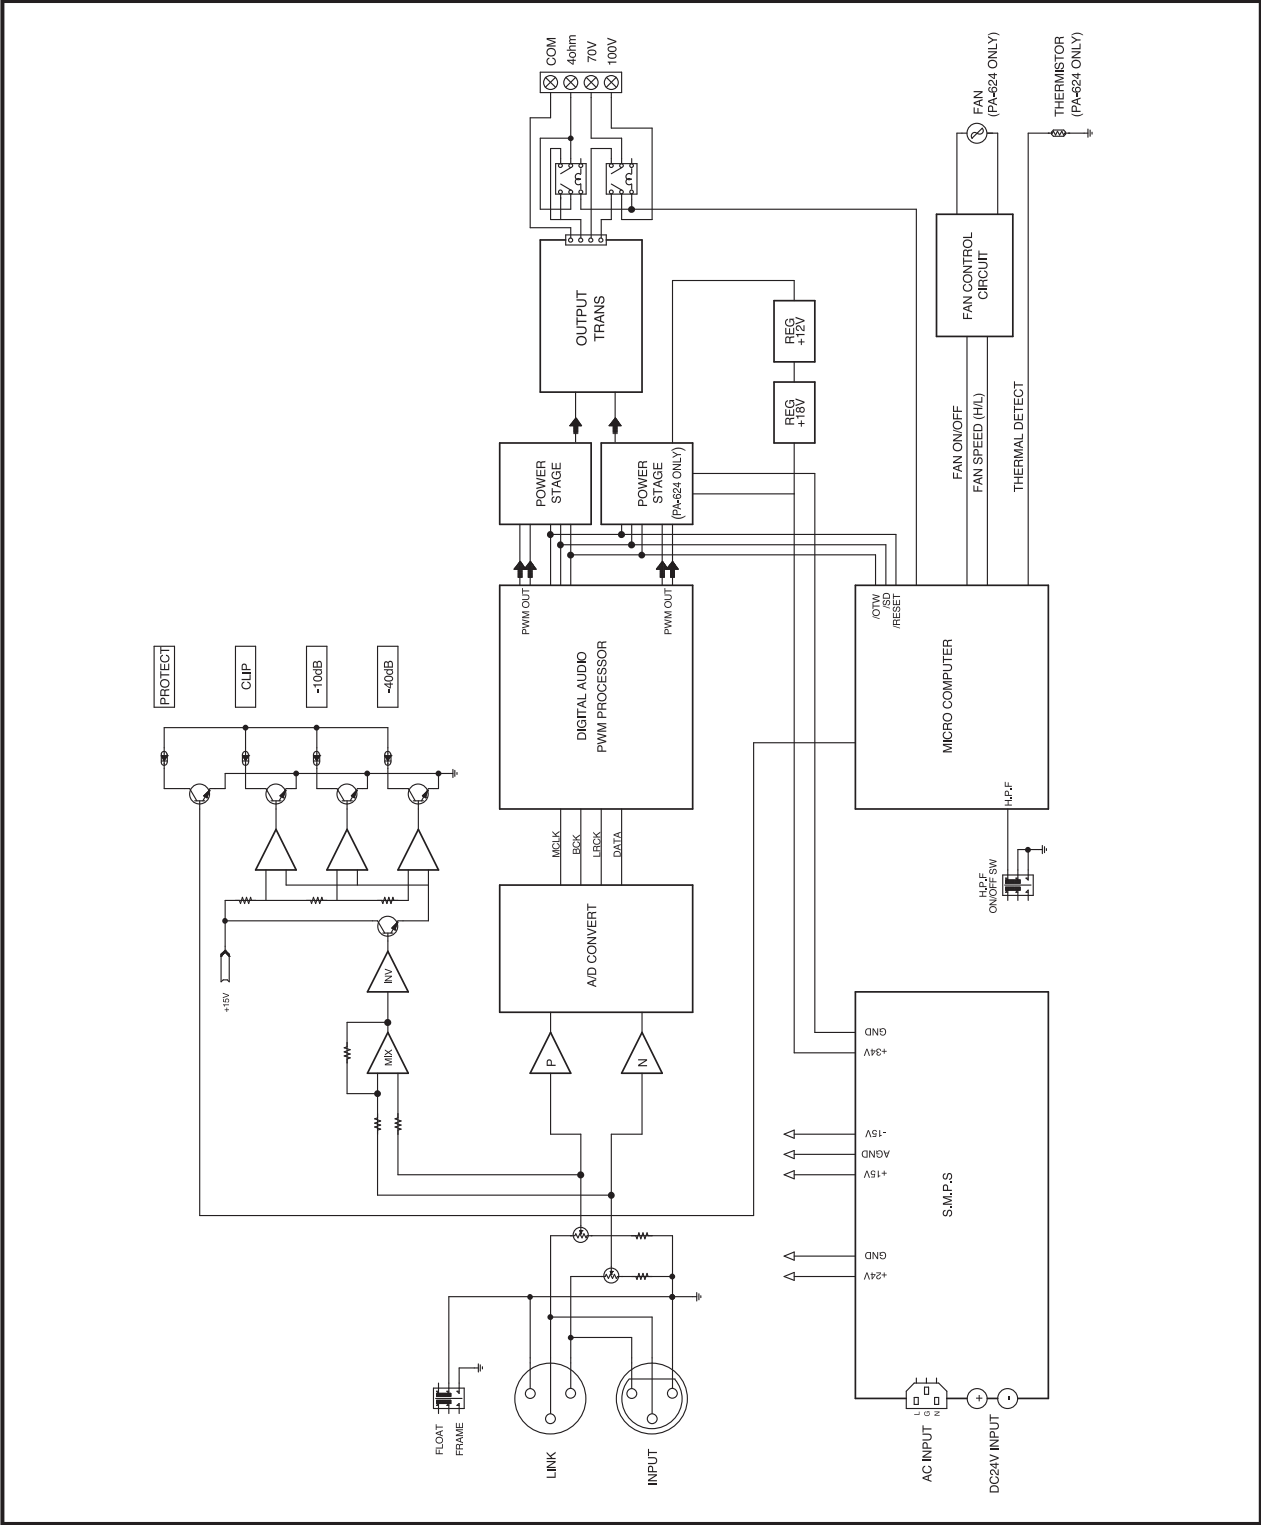 COM
4ohm
70V
100V
FAN
(PA-624 ONLY)
THERMISTOR
(PA-624 ONLY)
OUTPUT
TRANS
FAN CONTROL
CIRCUIT
REG
+12V
REG
+18V
FAN ON/OFF
FAN SPEED (H/L)
THERMAL DETECT
POWER
STAGE
POWER
STAGE
(PA-624 ONLY)
PWM OUT
PWM OUT
/OTW
/SD
/RESET
PROTECT
CLIP
-10dB
-40dB
DIGITAL AUDIO
PWM PROCESSOR
MICRO COMPUTER
H.P.F
MCLK
BCK
LRCK
DATA
H.P.F
ON/OFF SW
A/D CONVERT
INV
+15V
MIX
P
N
GND
+34V
-15V
AGND
+15V
GND
+24V
S.M.P.S
FLOAT
FRAME
LINK
INPUT
L
G
N
AC INPUT
+
-
DC24V INPUT